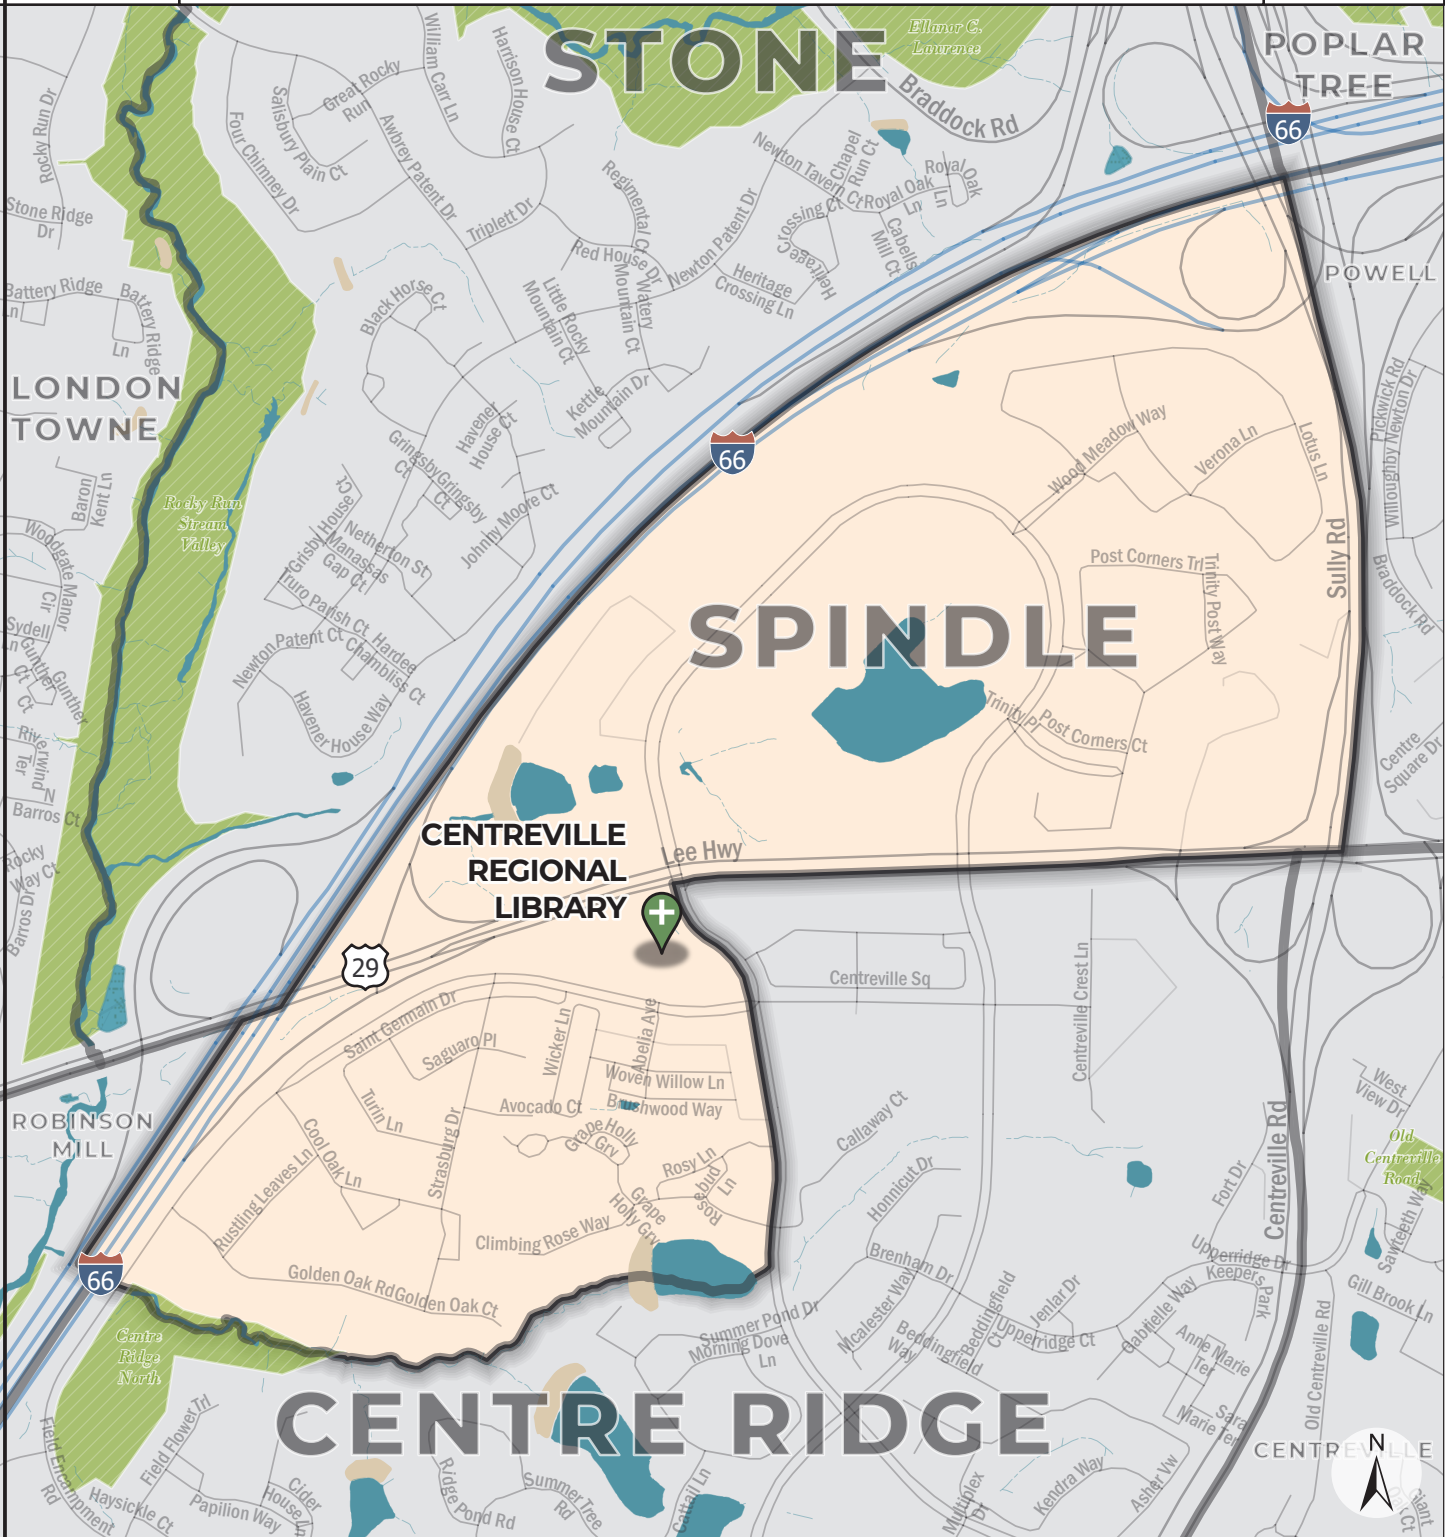 STONE
Ellanor C.
Lawrence
POPLAR
TREE
66
Braddock Rd
William Carr Ln
Harrison House Ct
Great Rocky
Run
Salisbury Plain Ct
Four Chimney Dr
Awbrey Patent Dr
Rocky Run Dr
Stone Ridge
Dr
Triplett Dr
Regimental Ct
Red House Dr
Newton Patent Dr
Newton Tavern Ct
Chapel
Run Ct
Royal Oak
Ln
Royal Oak
Ln
Cabells
Mill Ct
Heritage
Crossing Ct
Heritage
Crossing Ln
Watery
Mountain Ct
Little Rocky
Mountain Ct
Black Horse Ct
Battery Ridge
Ln
Battery Ridge
Ln
POWELL
LONDON
TOWNE
Kettle
Mountain Dr
Havener
House Ct
Gringsby
Ct
Gringsby
Ct
Johnny Moore Ct
66
Pickwick Rd
Willoughby Newton Dr
Wood Meadow Way
Verona Ln
Lotus Ln
Baron
Kent Ln
Rocky Run
Stream
Valley
Grisby House
Ct
Netherton St
Manassas
Gap Ct
Truro Parish Ct
Newton Patent Ct
Hardee
Chambliss Ct
Havener House Way
Woodgate Manor
Cir
Sydell
Ln
Gunther
Ct
Gunther
Ct
Post Corners Trl
Trinity Post Way
Sully Rd
Braddock Rd
SPINDLE
Trinity Pl
Post Corners Ct
Riverwind
Ter
N
Barros Ct
Rocky
Way Ct
Barros Dr
Centre
Square Dr
CENTREVILLE
REGIONAL
LIBRARY
Lee Hwy
29
Centreville Sq
Centreville Crest Ln
Saint Germain Dr
Saguaro Pl
Wicker Ln
Abelia Ave
Woven Willow Ln
Brushwood Way
Avocado Ct
Turin Ln
Cool Oak Ln
Strasburg Dr
Grape Holly
Grv
Rosy Ln
Rosebud
Ln
Grape
Holly Grv
Rustling Leaves Ln
Climbing Rose Way
Golden Oak Rd
Golden Oak Ct
ROBINSON
MILL
66
Centre
Ridge
North
Callaway Ct
Honnicut Dr
Brenham Dr
Mcalester Way
Beddingfield
Way
Beddingfield
Ct
Jenlar Dr
Upperridge Ct
Upperridge Dr
Fort Dr
Centreville Rd
West
View Dr
Old
Centreville
Road
Sawteeth Way
Gill Brook Ln
Keepers
Park
Gabrielle Way
Anne Marie
Ter
Sara
Marie Ter
Old Centreville Rd
Summer Pond Dr
Morning Dove
Ln
CENTRE RIDGE
CENTREVILLE
N
Field Flower Trl
Field Encampment
Rd
Haysickle Ct
Papilion Way
Cider
House Ln
Ridge Pond Rd
Summer Tree
Rd
Cattail Ln
Multiplex
Dr
Kendra Way
Asher Vw